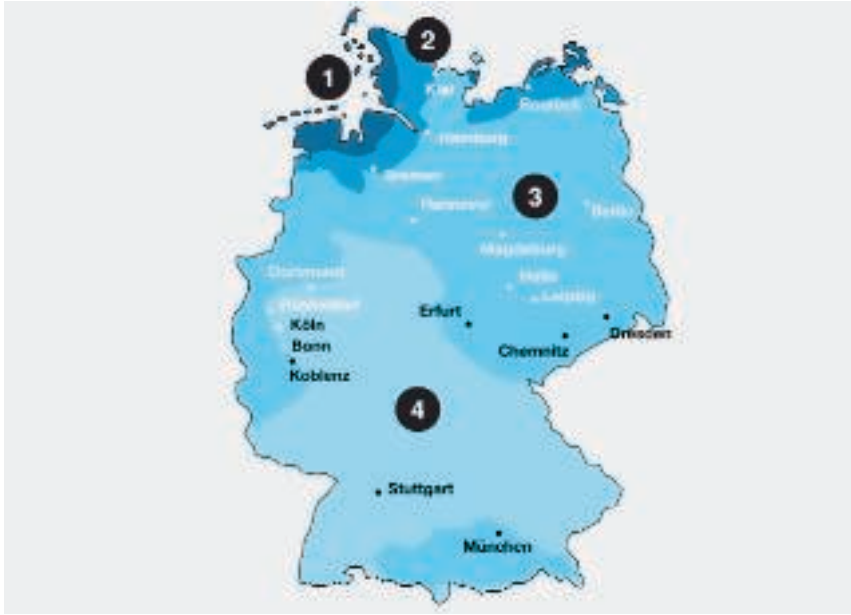 2
1
Kiel
Rostock
Hamburg
Bremen
3
Hannover
Berlin
Magdeburg
Halle
Dortmund
Leipzig
Düsseldorf
Erfurt
Köln
Dresden
Bonn
Chemnitz
Koblenz
4
Stuttgart
München